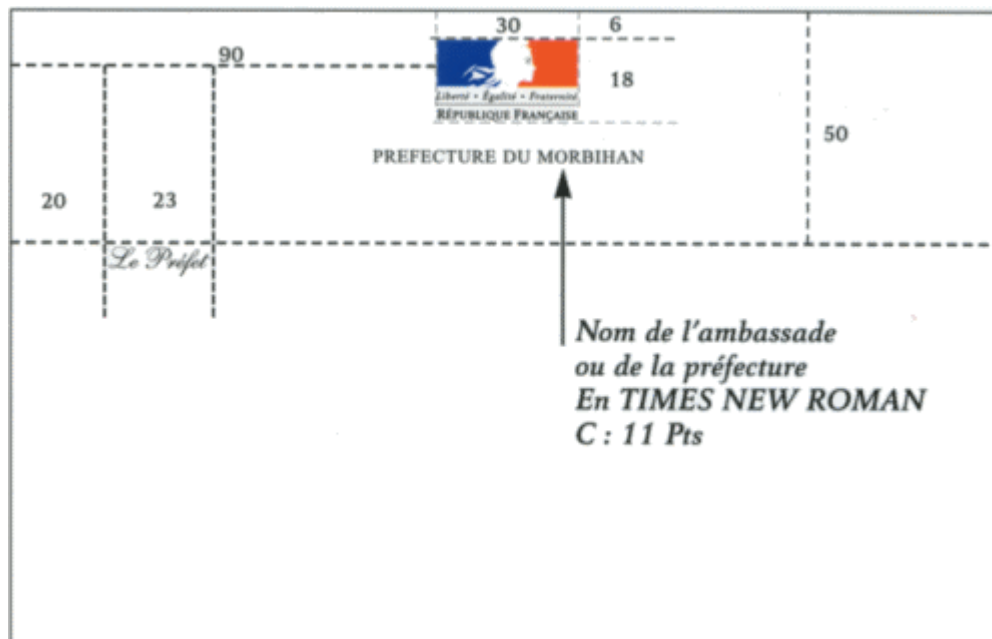 30 6
90
18
Liberté • Égalité • Fraternité
RÉPUBLIQUE FRANÇAISE
50
PREFECTURE DU MORBIHAN
20 23
Le Préfet
Nom de l'ambassade
ou de la préfecture
En TIMES NEW ROMAN
C : 11 Pts